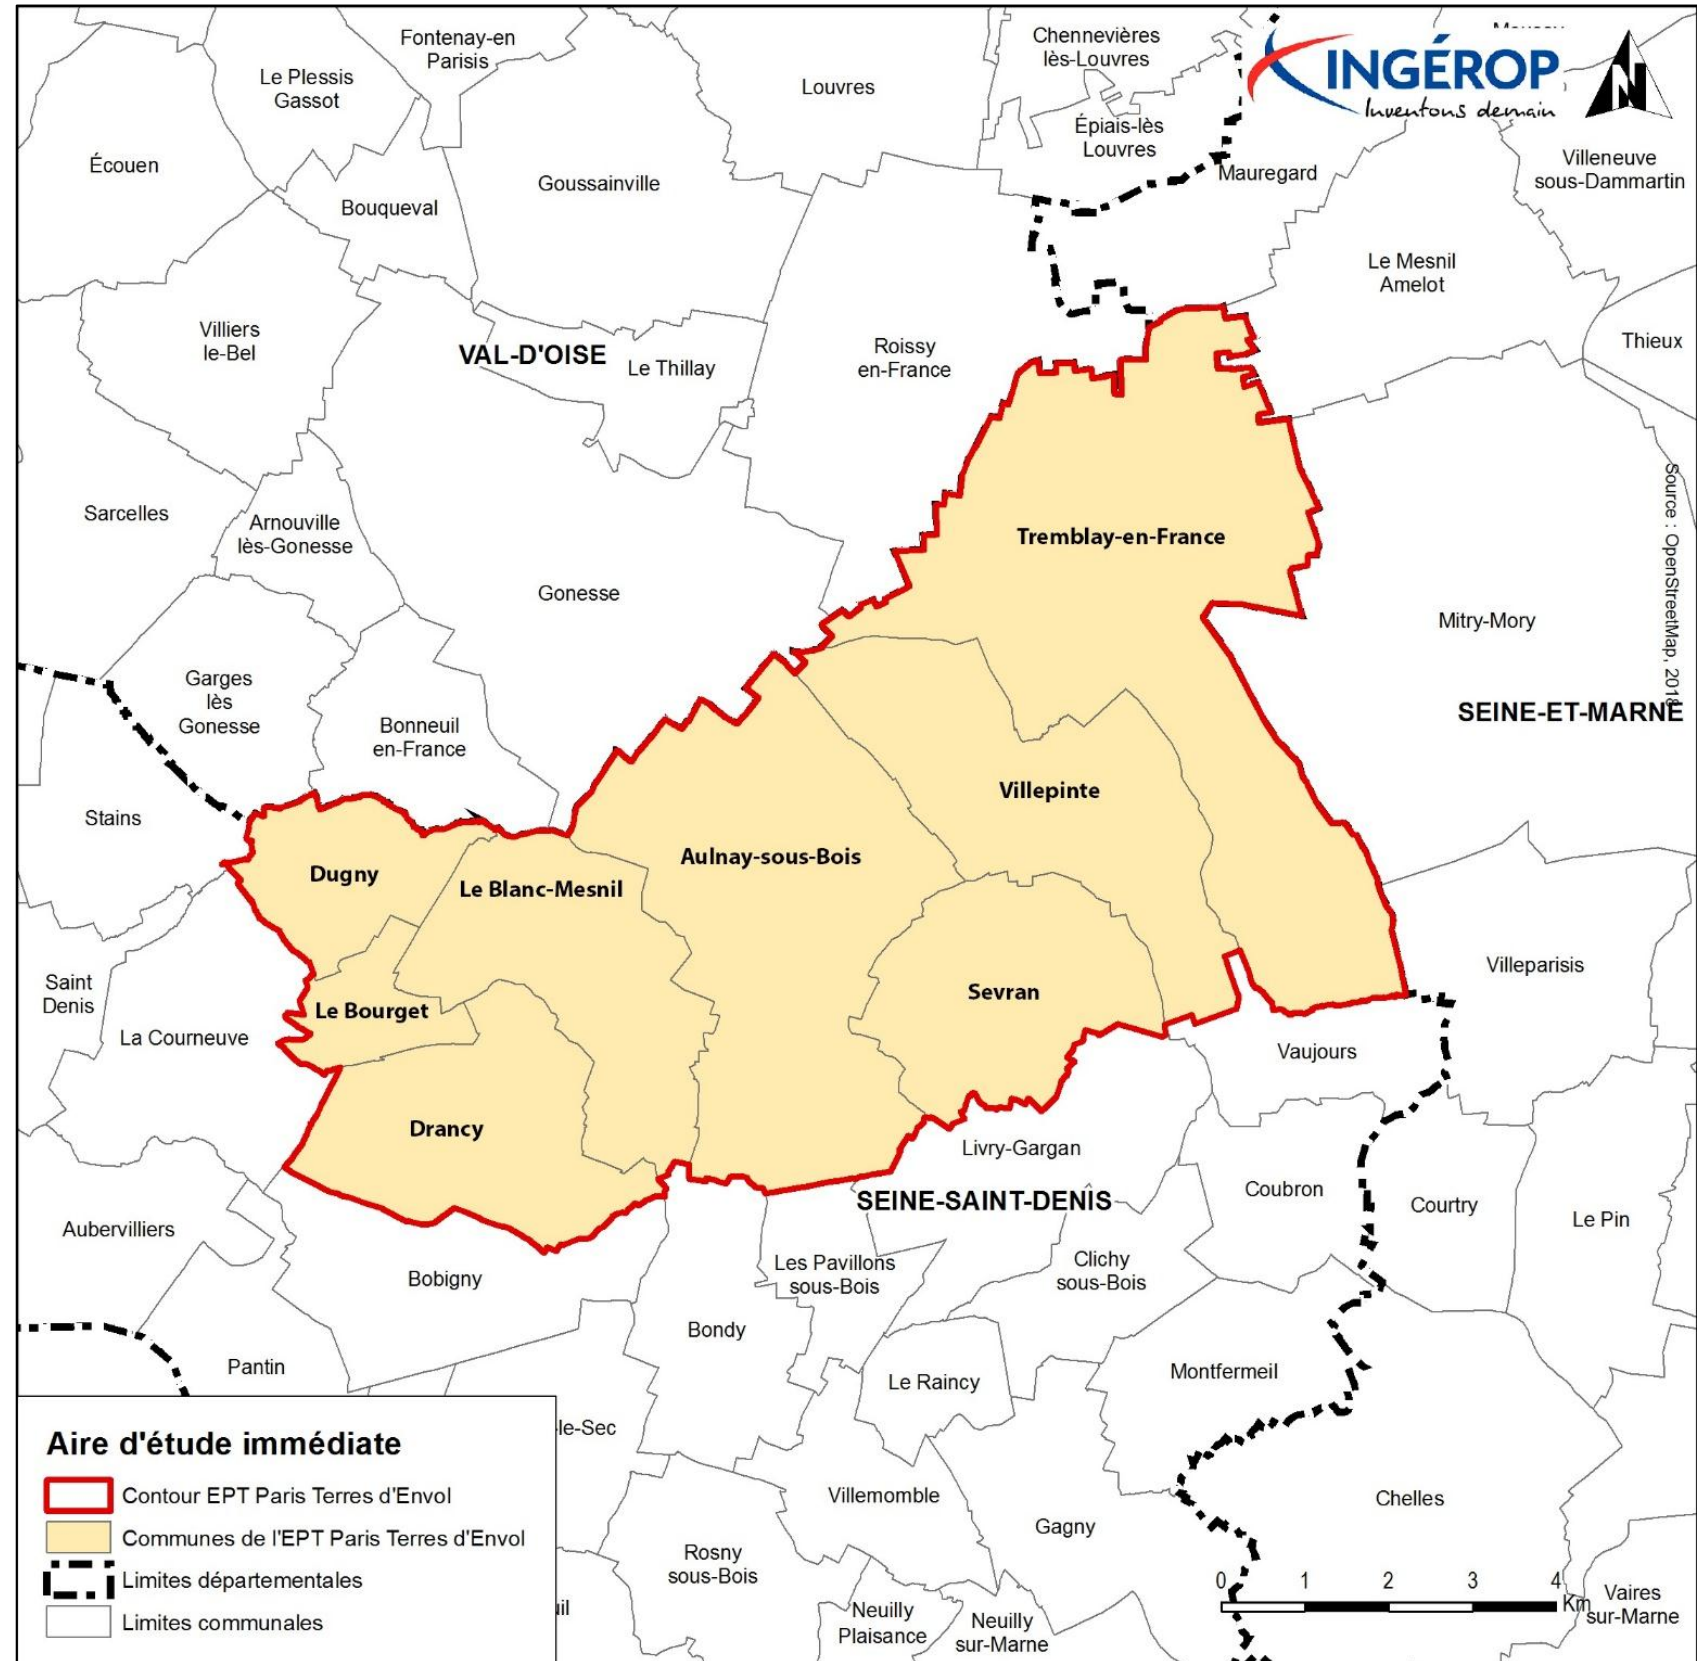 Fontenay-en
Parisis
Chennevières
lès-Louvres
INGÉROP
Inventons demain
N
Le Plessis
Gassot
Louvres
Épiais-lès
Louvres
Écouen
Goussainville
Mauregard
Villeneuve
sous-Dammartin
Bouqueval
Le Mesnil
Amelot
Villiers
le-Bel
VAL-D'OISE
Le Thillay
Roissy
en-France
Thieux
Sarcelles
Arnouville
lès-Gonesse
Tremblay-en-France
Source : OpenStreetMap, 2018
Gonesse
Mitry-Mory
Garges
lès
Gonesse
Bonneuil
en-France
SEINE-ET-MARNE
Villepinte
Stains
Dugny
Le Blanc-Mesnil
Aulnay-sous-Bois
Saint
Denis
Le Bourget
Sevran
Villeparisis
La Courneuve
Vaujours
Drancy
Livry-Gargan
SEINE-SAINT-DENIS
Coubron
Courtry
Le Pin
Aubervilliers
Bobigny
Les Pavillons
sous-Bois
Clichy
sous-Bois
Bondy
Pantin
Le Raincy
Montfermeil
-le-Sec
Villemomble
Gagny
Chelles
Rosny
sous-Bois
Neuilly
Plaisance
Neuilly
sur-Marne
Vaires
sur-Marne
0 1 2 3 4
Km
Aire d'étude immédiate
Contour EPT Paris Terres d'Envol
Communes de l'EPT Paris Terres d'Envol
Limites départementales
Limites communales